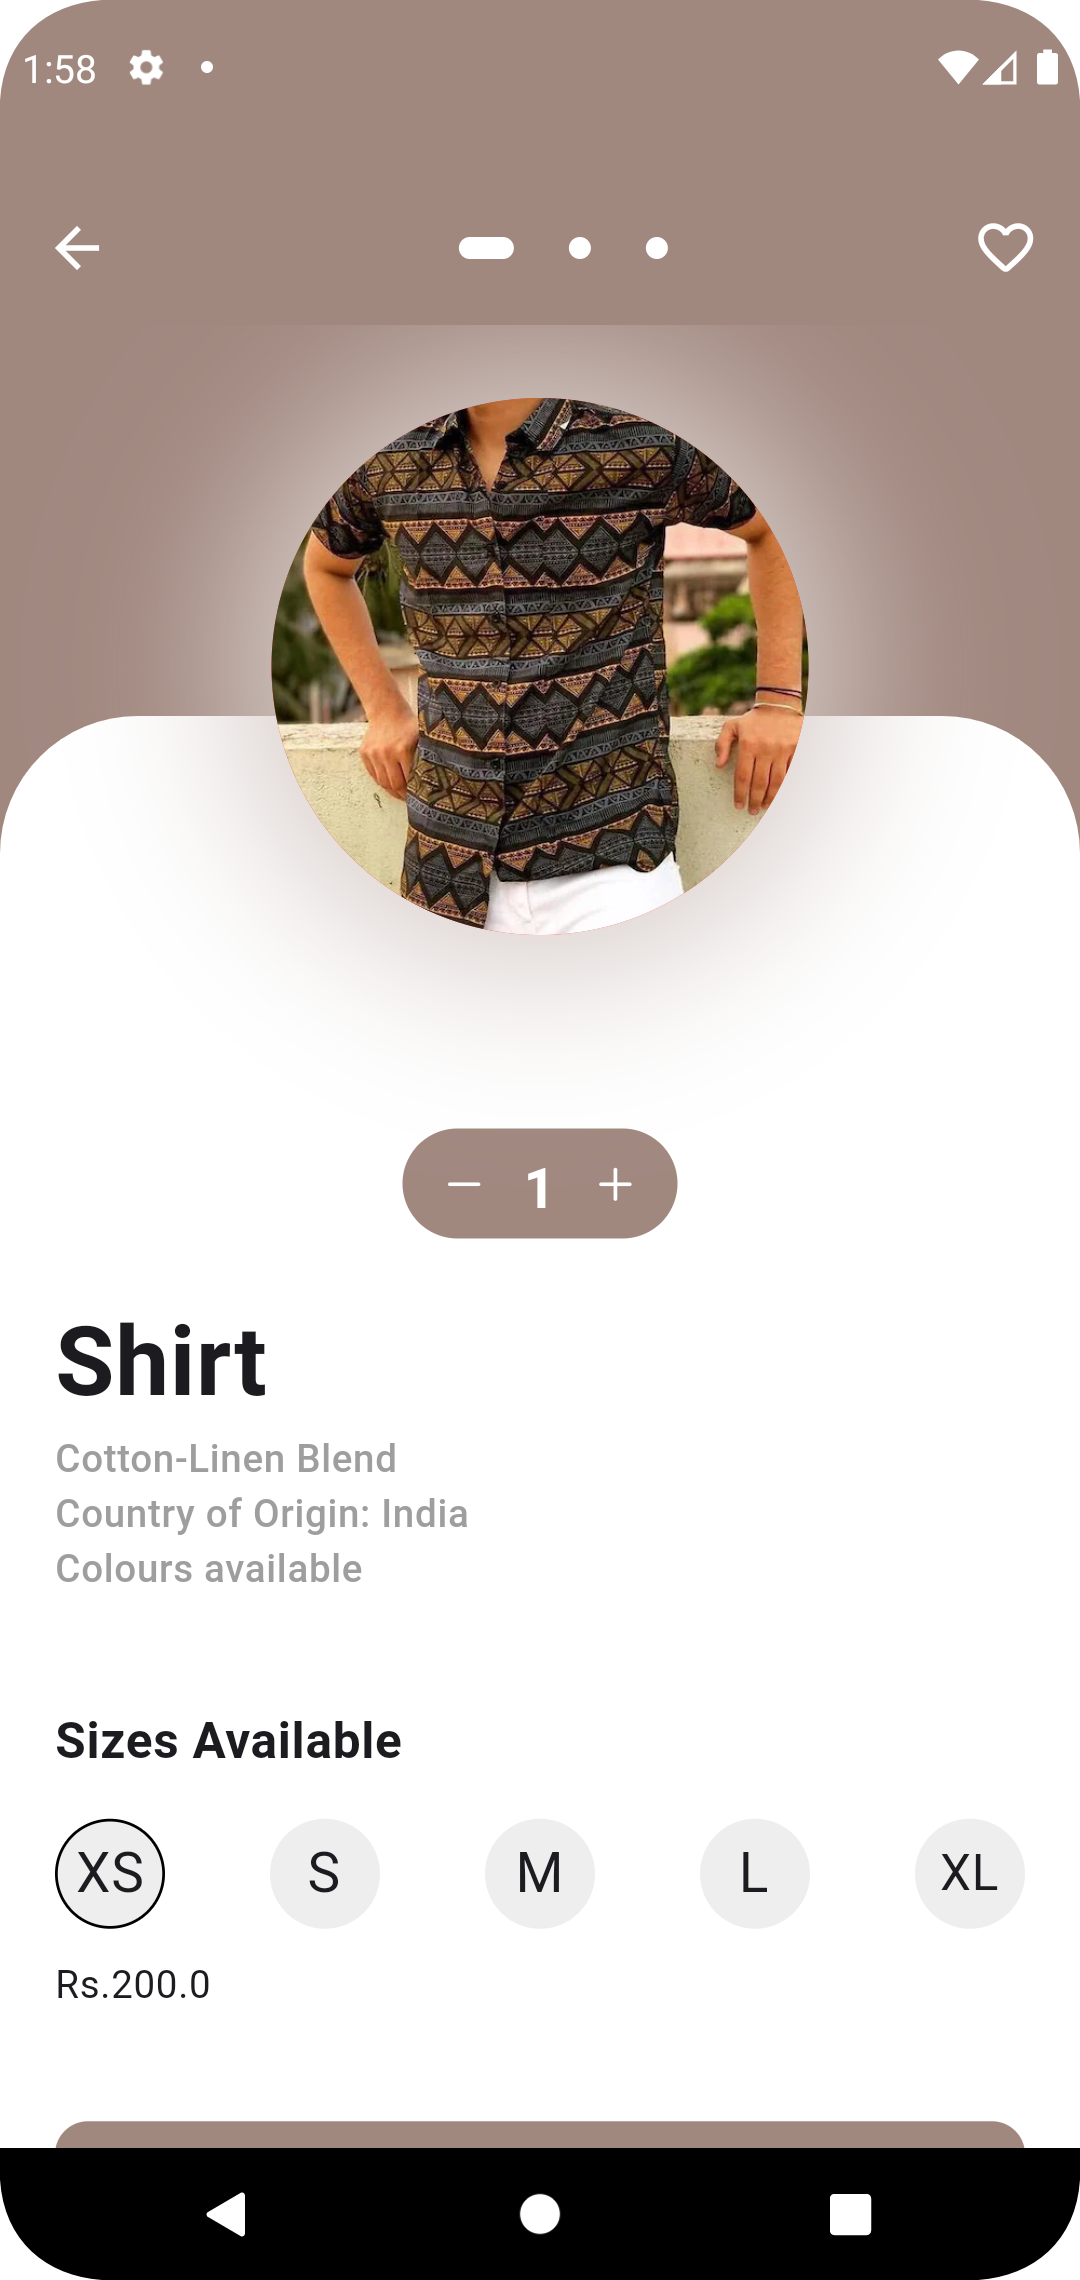 1:58
1
Shirt
Cotton-Linen Blend
Country of Origin: India
Colours available
Sizes Available
XS S M L XL
Rs.200.0